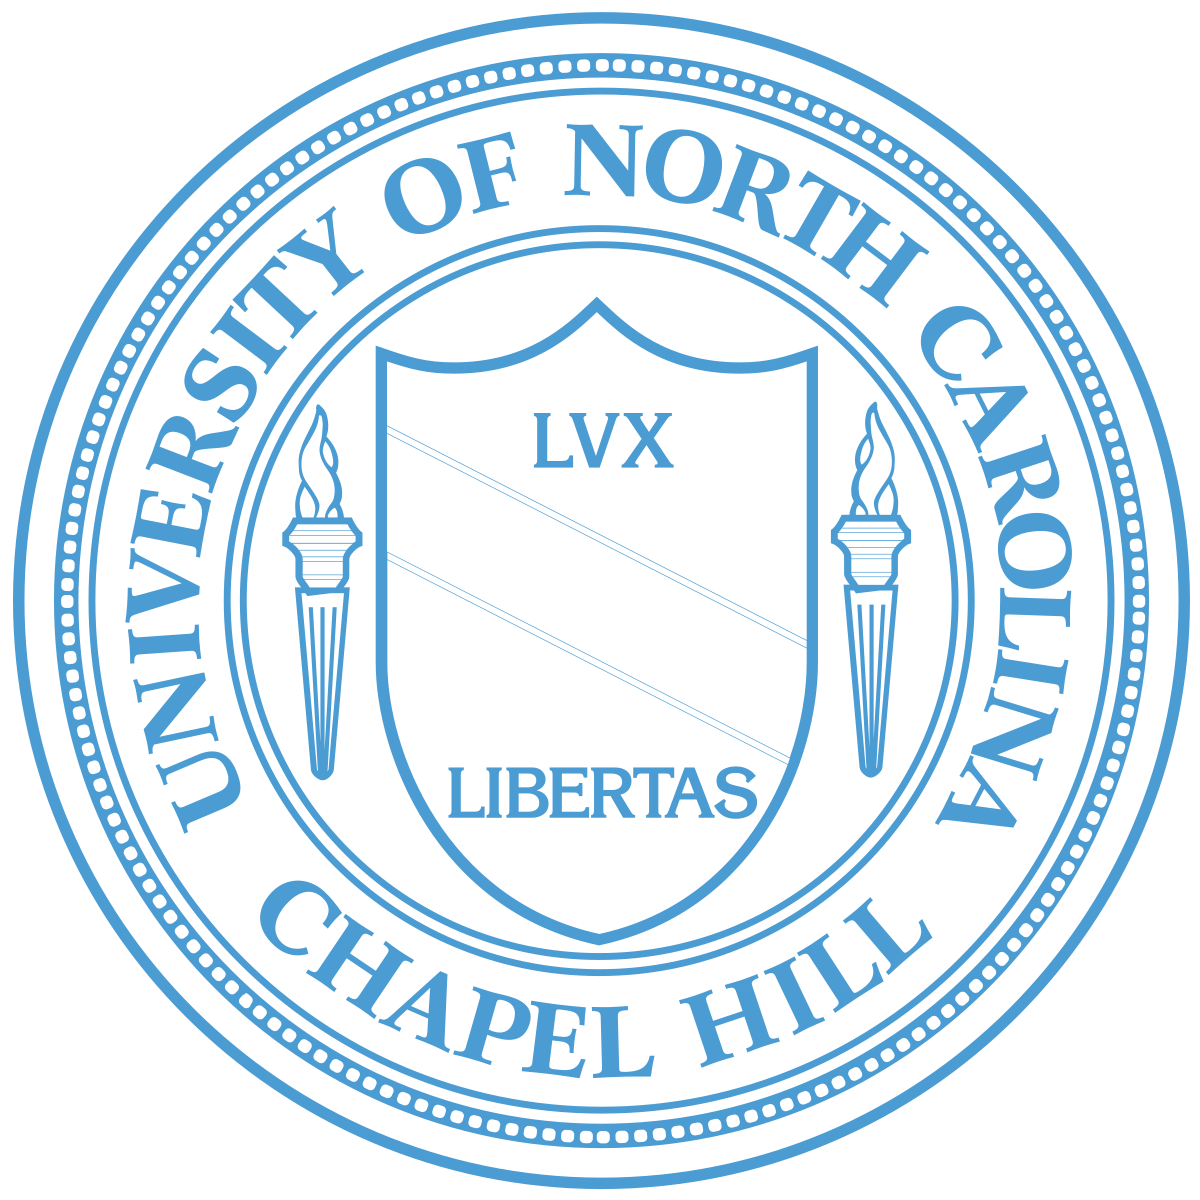 UNIVERSITY OF NORTH CAROLINA
LVX
LIBERTAS
CHAPEL HILL